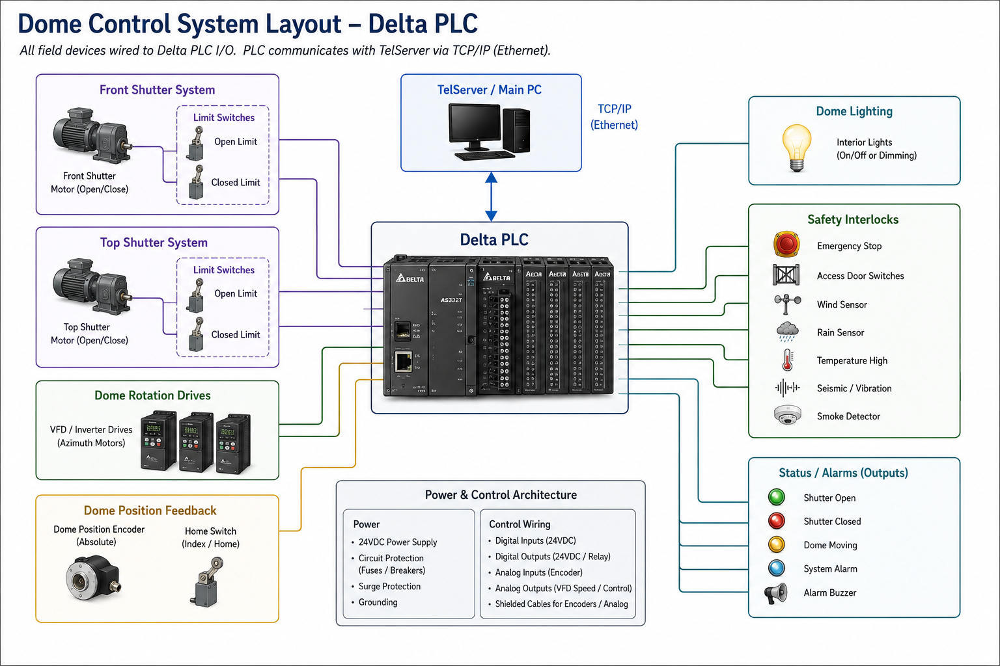 Dome Control System Layout – Delta PLC
All field devices wired to Delta PLC I/O. PLC communicates with TelServer via TCP/IP (Ethernet).
Front Shutter System
Limit Switches
Open Limit
Closed Limit
Front Shutter
Motor (Open/Close)
Top Shutter System
Limit Switches
Open Limit
Closed Limit
Top Shutter
Motor (Open/Close)
Dome Rotation Drives
VFD / Inverter Drives
(Azimuth Motors)
Dome Position Feedback
Dome Position Encoder
(Absolute)
Home Switch
(Index / Home)
TelServer / Main PC
TCP/IP
(Ethernet)
Delta PLC
AS332T
Power & Control Architecture
Power
• 24VDC Power Supply
• Circuit Protection
(Fuses / Breakers)
• Surge Protection
• Grounding
Control Wiring
• Digital Inputs (24VDC)
• Digital Outputs (24VDC / Relay)
• Analog Inputs (Encoder)
• Analog Outputs (VFD Speed / Control)
• Shielded Cables for Encoders / Analog
Dome Lighting
Interior Lights
(On/Off or Dimming)
Safety Interlocks
Emergency Stop
Access Door Switches
Wind Sensor
Rain Sensor
Temperature High
Seismic / Vibration
Smoke Detector
Status / Alarms (Outputs)
Shutter Open
Shutter Closed
Dome Moving
System Alarm
Alarm Buzzer